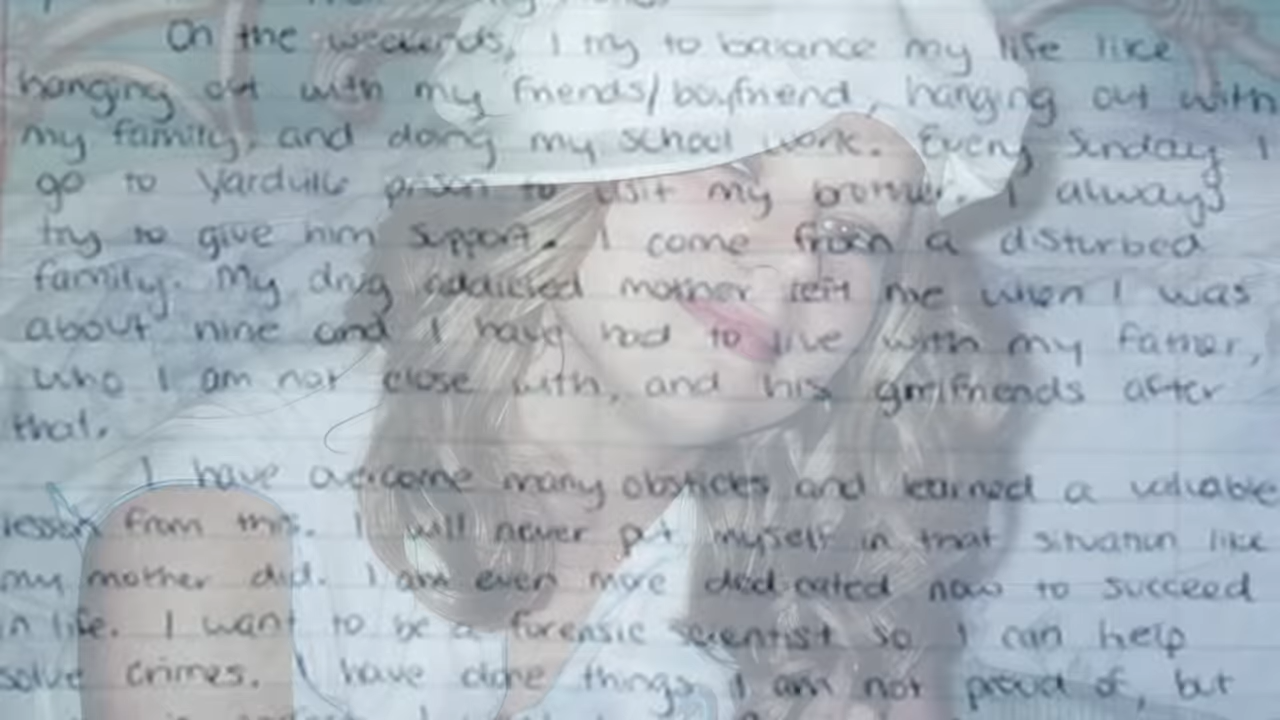 On the weekends, I try to balance my life like
hanging out with my friends/boyfriend, hanging out with
my family, and doing my school work. Every Sunday I
go to Yardville prison to visit my brother. I always
try to give him support. I come from a disturbed
family. My drug addicted mother left me when I was
about nine and I have had to live with my father,
who I am not close with, and his girlfriends after
that.
I have overcome many obsticles and learned a valuable
lesson from this. I will never put myself in that situation like
my mother did. I am even more dedicated now to succeed
in life. I want to be a forensic scientist so I can help
solve crimes. I have done things I am not proud of, but